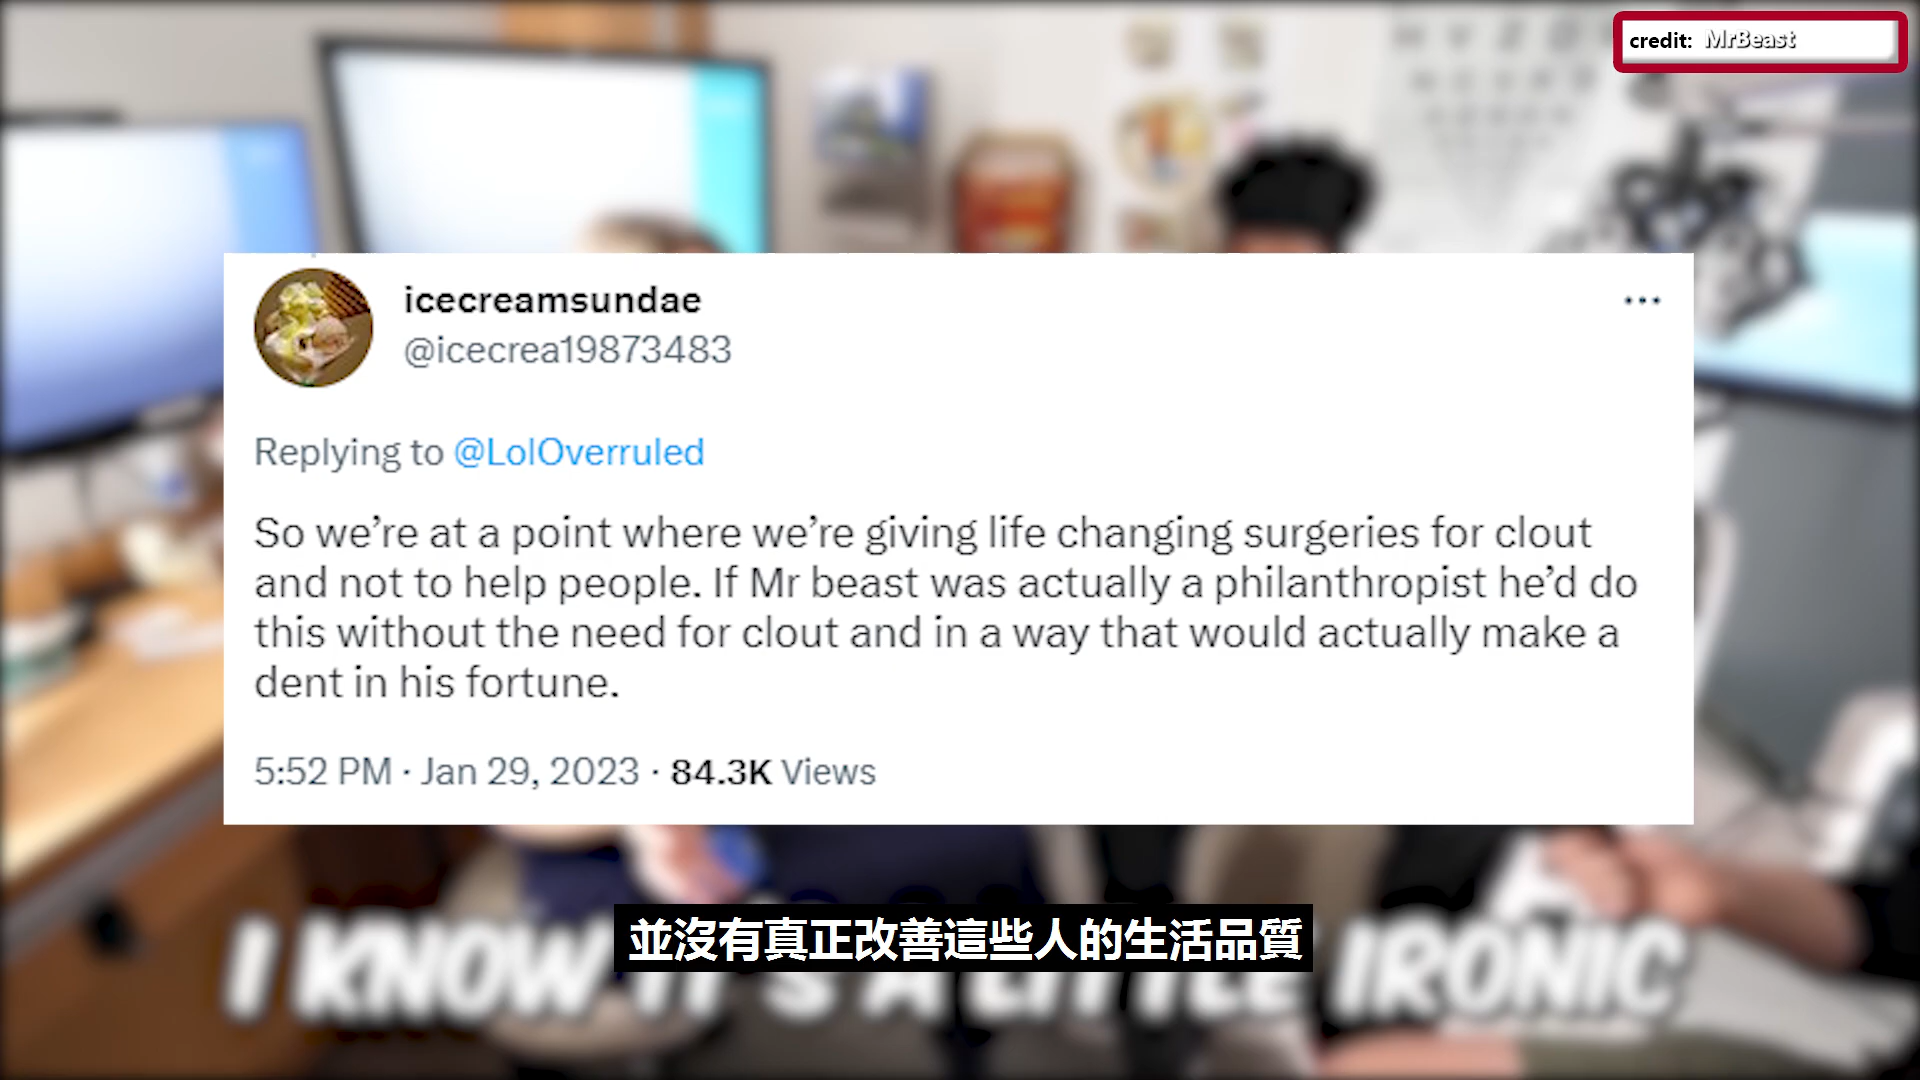 credit: MrBeast
icecreamsundae
@icecrea19873483
Replying to @LolOverruled
So we’re at a point where we’re giving life changing surgeries for clout
and not to help people. If Mr beast was actually a philanthropist he’d do
this without the need for clout and in a way that would actually make a
dent in his fortune.
5:52 PM · Jan 29, 2023 · 84.3K Views
並沒有真正改善這些人的生活品質
I KNOW IT'S A LITTLE IRONIC